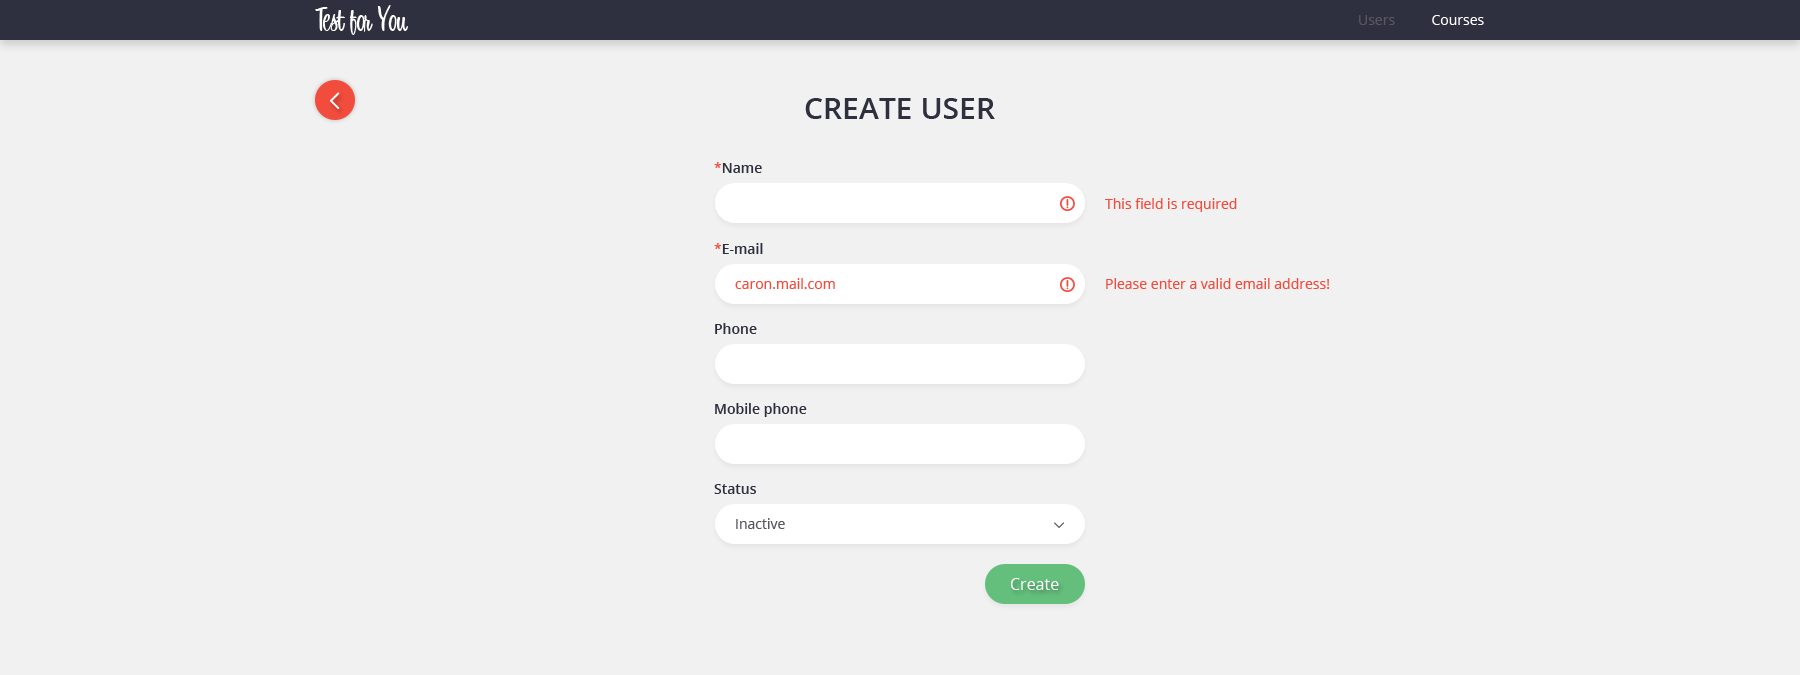 Test for You
Users
Courses
CREATE USER
*Name
This field is required
*E-mail
caron.mail.com
Please enter a valid email address!
Phone
Mobile phone
Status
Inactive
Create